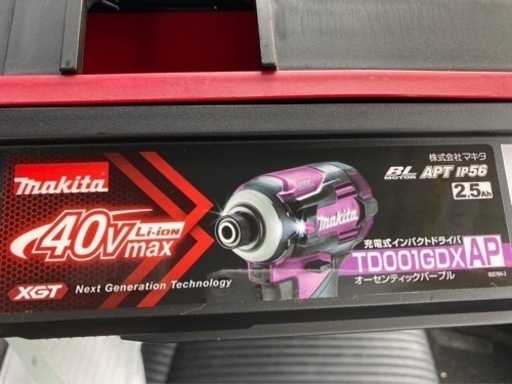 makita
40Vmax Li-ion
XGT Next Generation Technology
makita
株式会社マキタ
BL MOTOR APT IP56
2.5Ah
充電式インパクトドライバ
TD001GDXAP
オーセンティックパープル